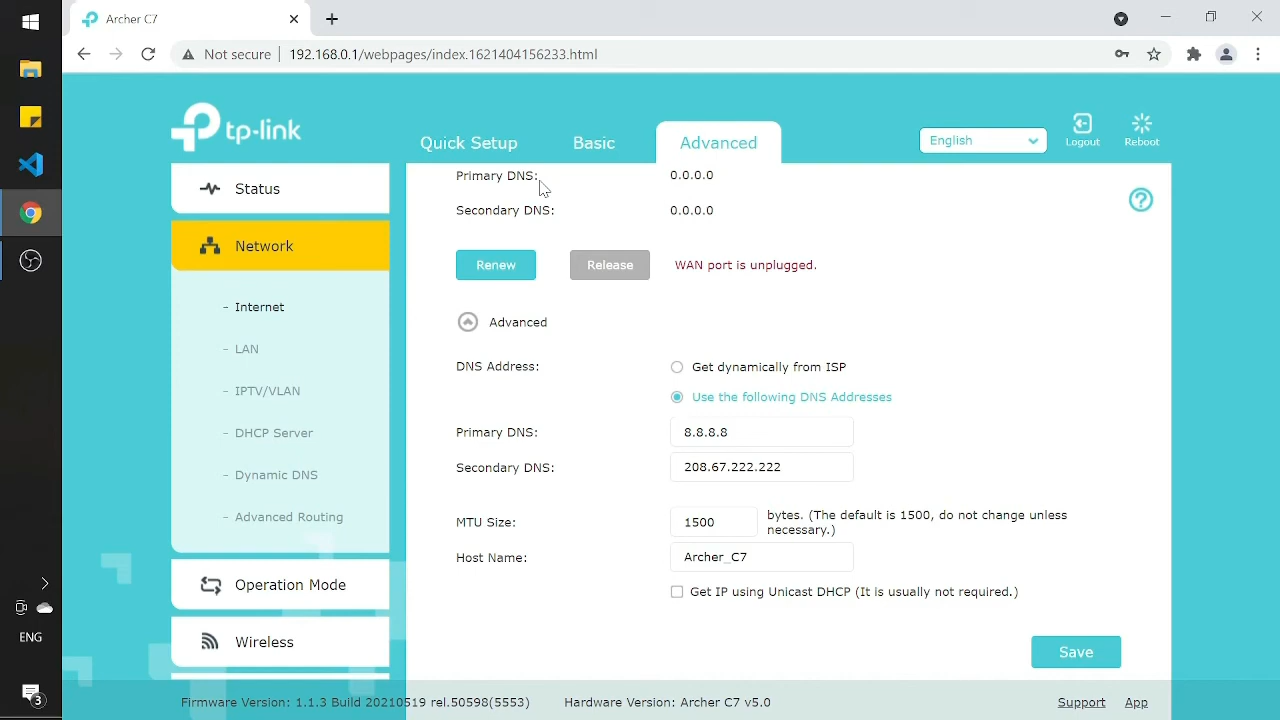 Archer C7
Not secure
192.168.0.1/webpages/index.1621404156233.html
tp-link
Quick Setup
Basic
Advanced
English
Logout
Reboot
Status
Network
- Internet
- LAN
- IPTV/VLAN
- DHCP Server
- Dynamic DNS
- Advanced Routing
Operation Mode
Wireless
Primary DNS: 0.0.0.0
Secondary DNS: 0.0.0.0
Renew Release WAN port is unplugged.
Advanced
DNS Address: Get dynamically from ISP
Use the following DNS Addresses
Primary DNS: 8.8.8.8
Secondary DNS: 208.67.222.222
MTU Size: 1500 bytes. (The default is 1500, do not change unless
necessary.)
Host Name: Archer_C7
Get IP using Unicast DHCP (It is usually not required.)
Save
ENG
3
Firmware Version: 1.1.3 Build 20210519 rel.50598(5553) Hardware Version: Archer C7 v5.0 Support App